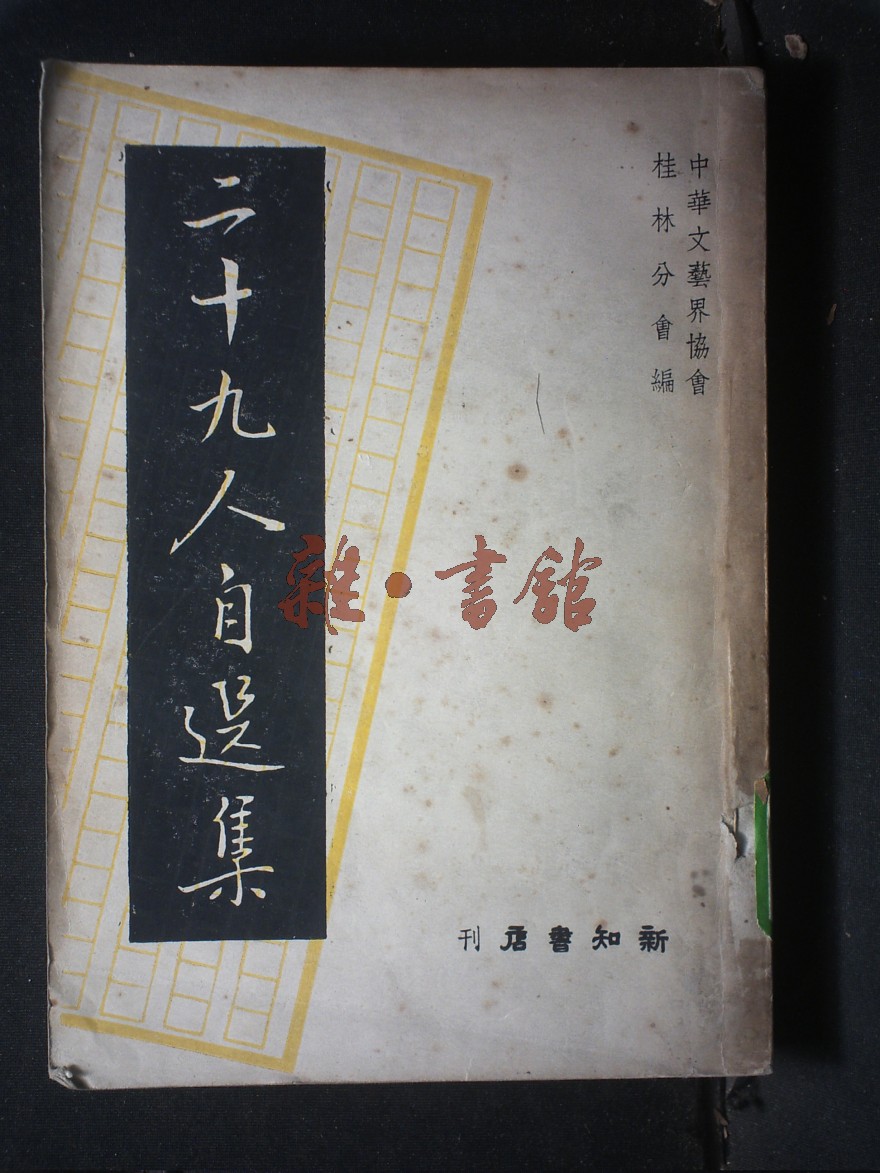 中華文藝界協會
桂林分會編
二十九人自選集
新知書店刊
雜·書館